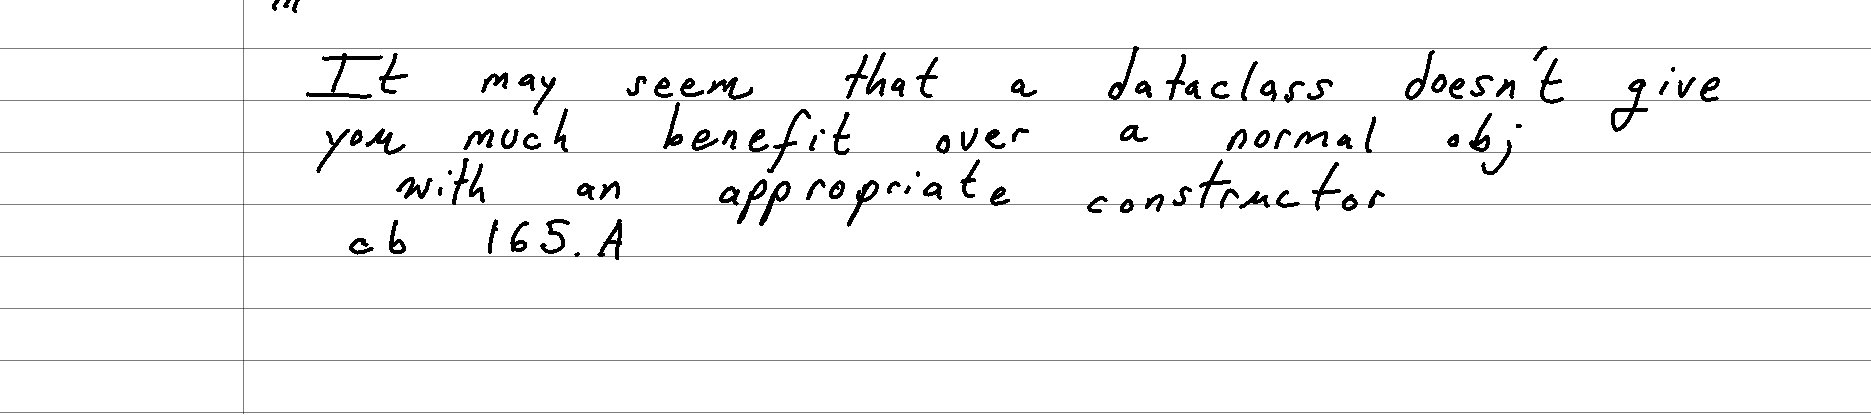 It may seem that a dataclass doesn't give
you much benefit over a normal obj
with an appropriate constructor
cb 165.A